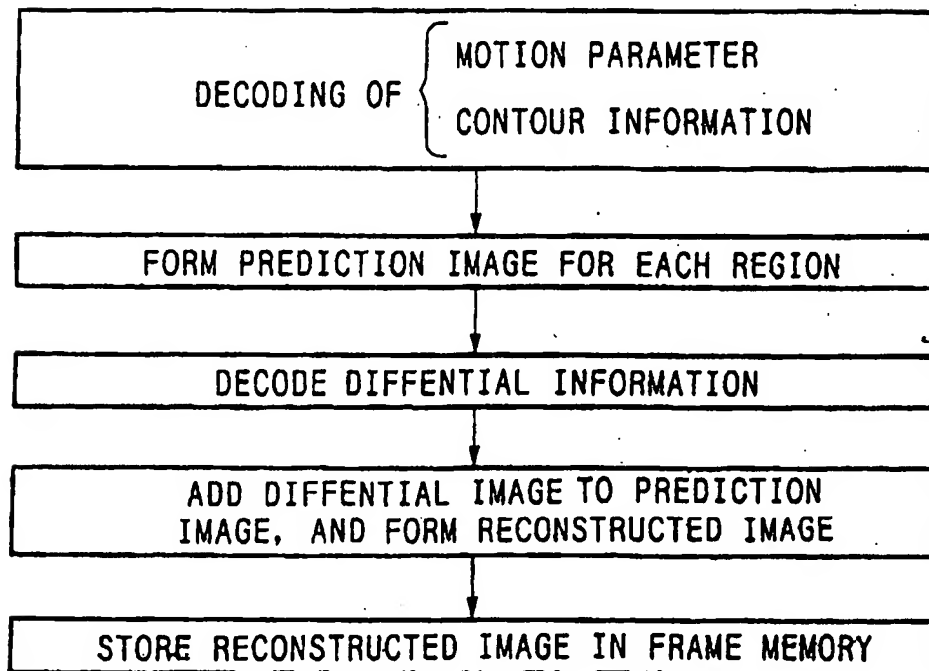 DECODING OF
MOTION PARAMETER
CONTOUR INFORMATION
FORM PREDICTION IMAGE FOR EACH REGION
DECODE DIFFENTIAL INFORMATION
ADD DIFFENTIAL IMAGE TO PREDICTION
IMAGE, AND FORM RECONSTRUCTED IMAGE
STORE RECONSTRUCTED IMAGE IN FRAME MEMORY